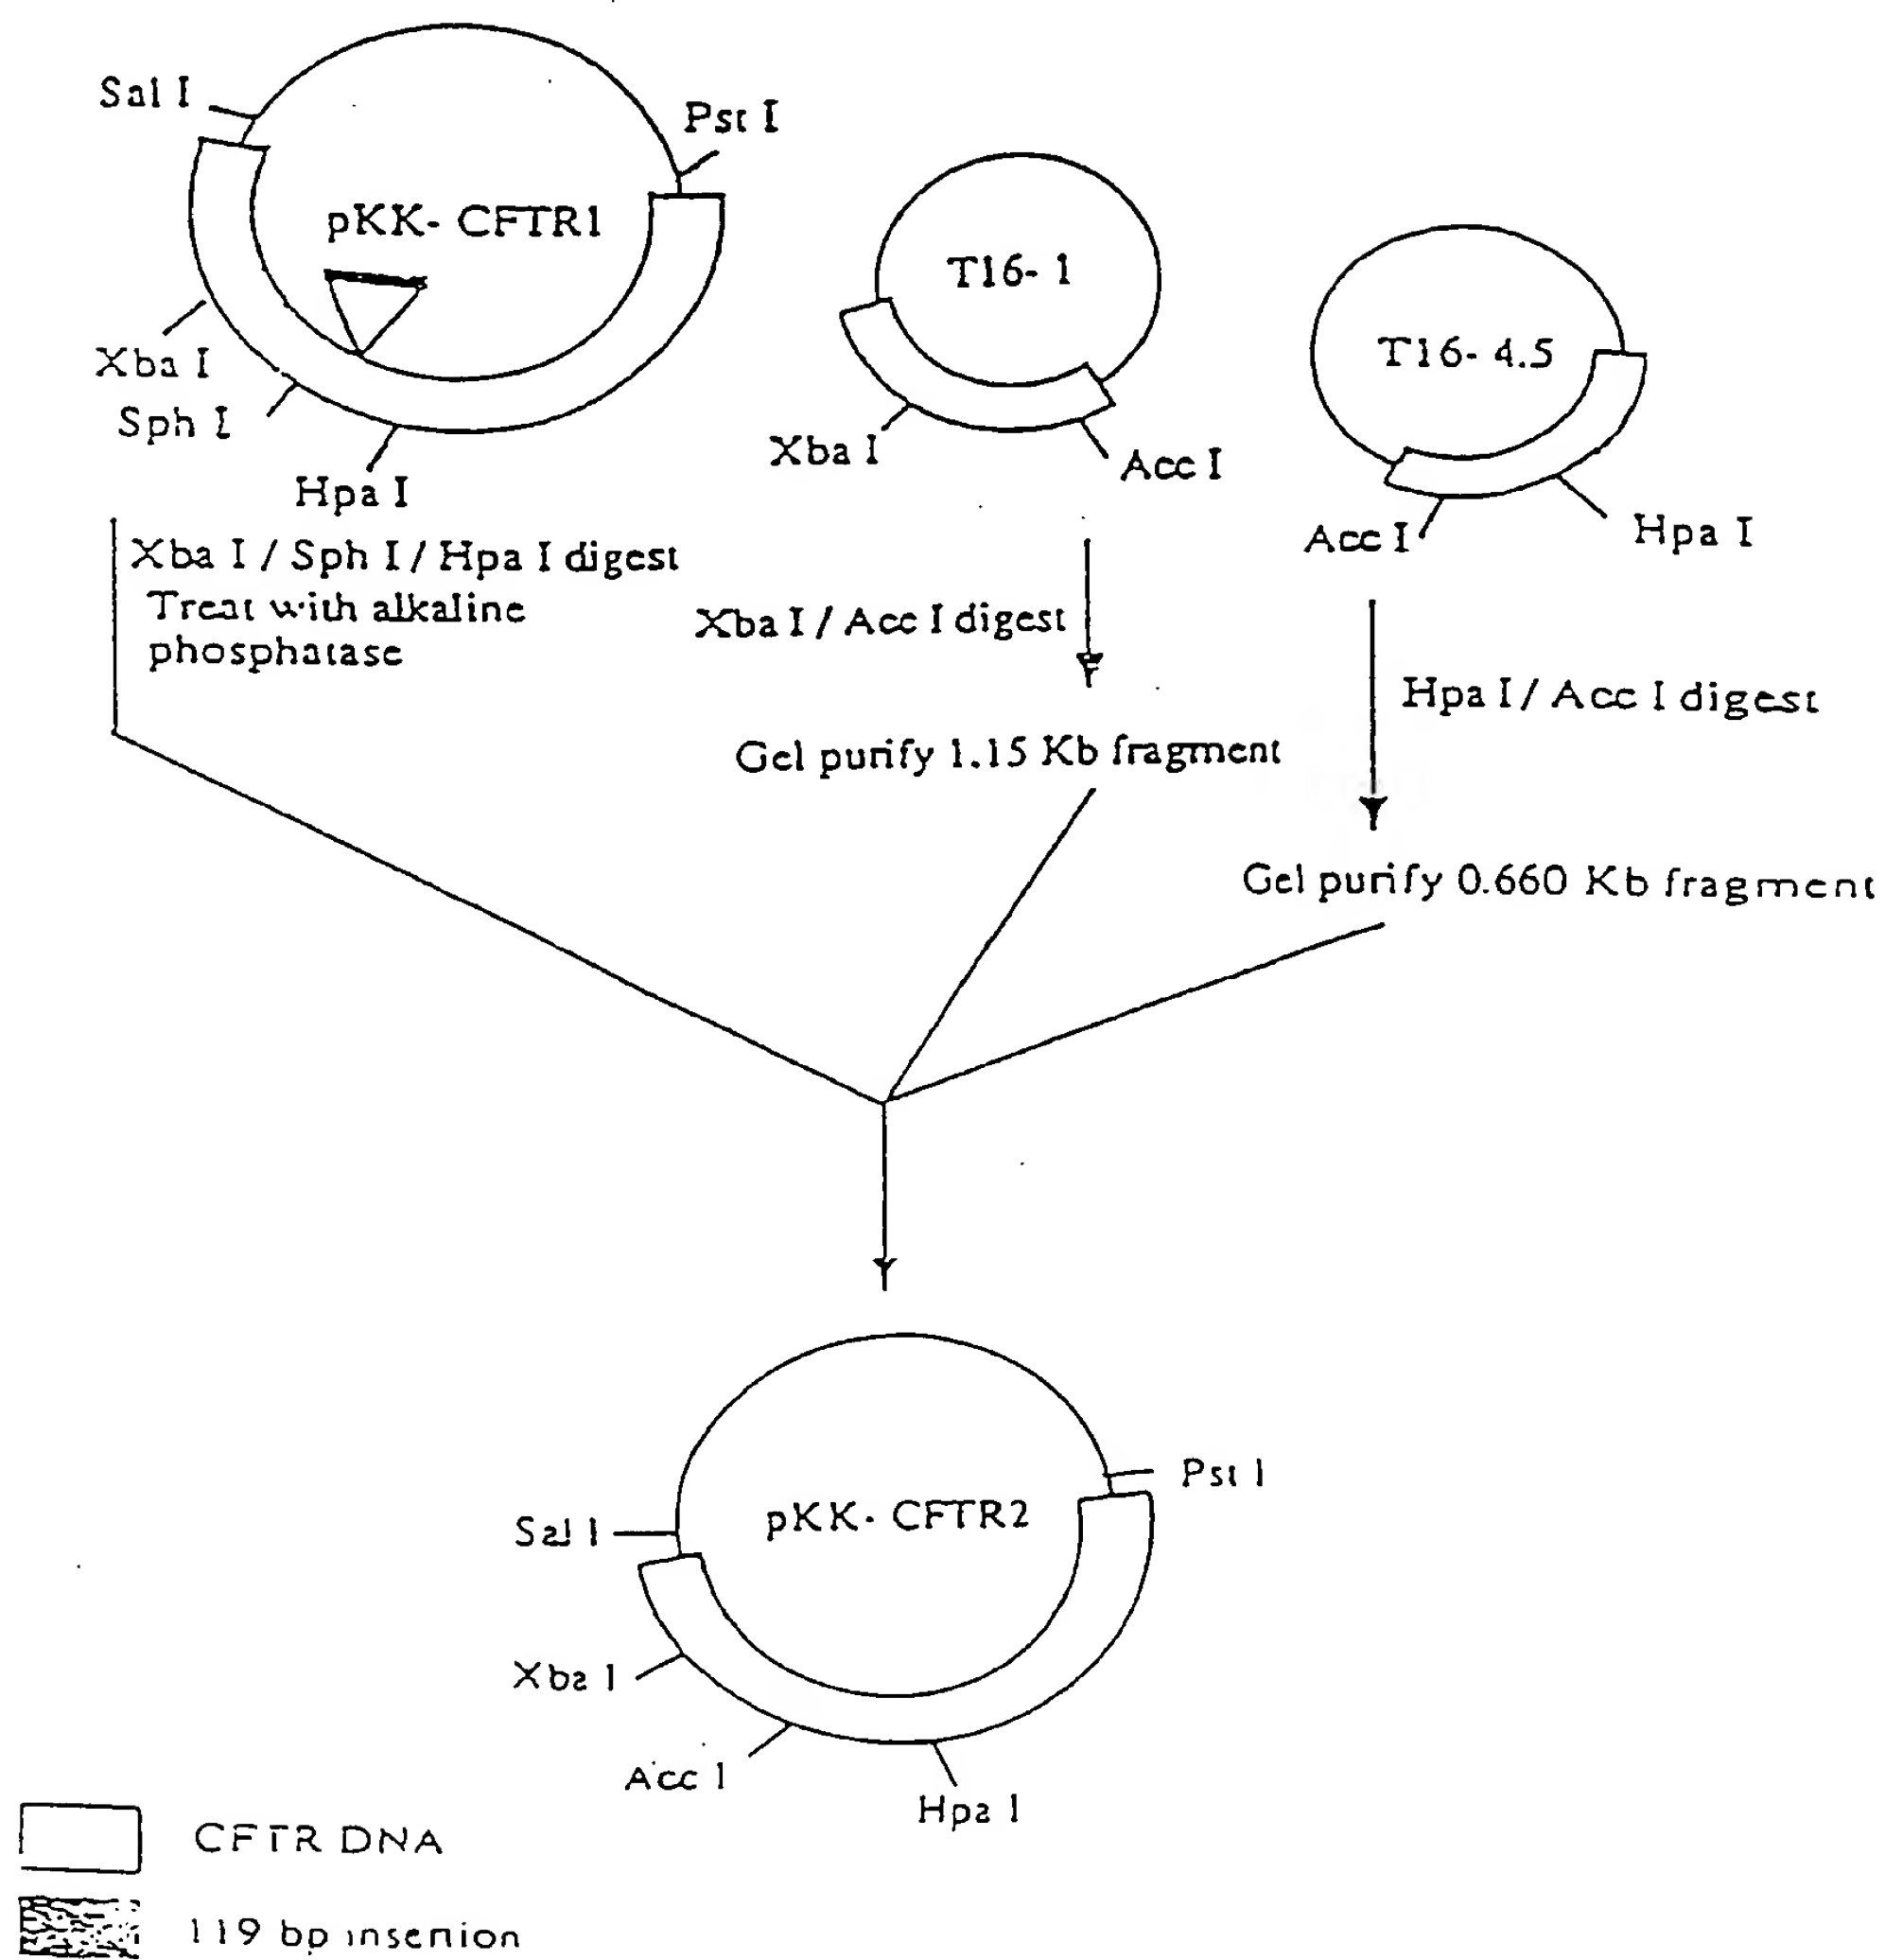 Sal I
Pst I
pKK- CFTR1
Xba I
Sph I
Hpa I
T16- 1
Xba I
Acc I
T16- 4.5
Acc I
Hpa I
Xba I / Sph I / Hpa I digest
Treat with alkaline
phosphatase
Xba I / Acc I digest
Hpa I / Acc I digest
Gel purify 1.15 Kb fragment
Gel purify 0.660 Kb fragment
Pst I
Sal I
pKK- CFTR2
Xba I
Acc I
Hpa I
CFTR DNA
119 bp insertion